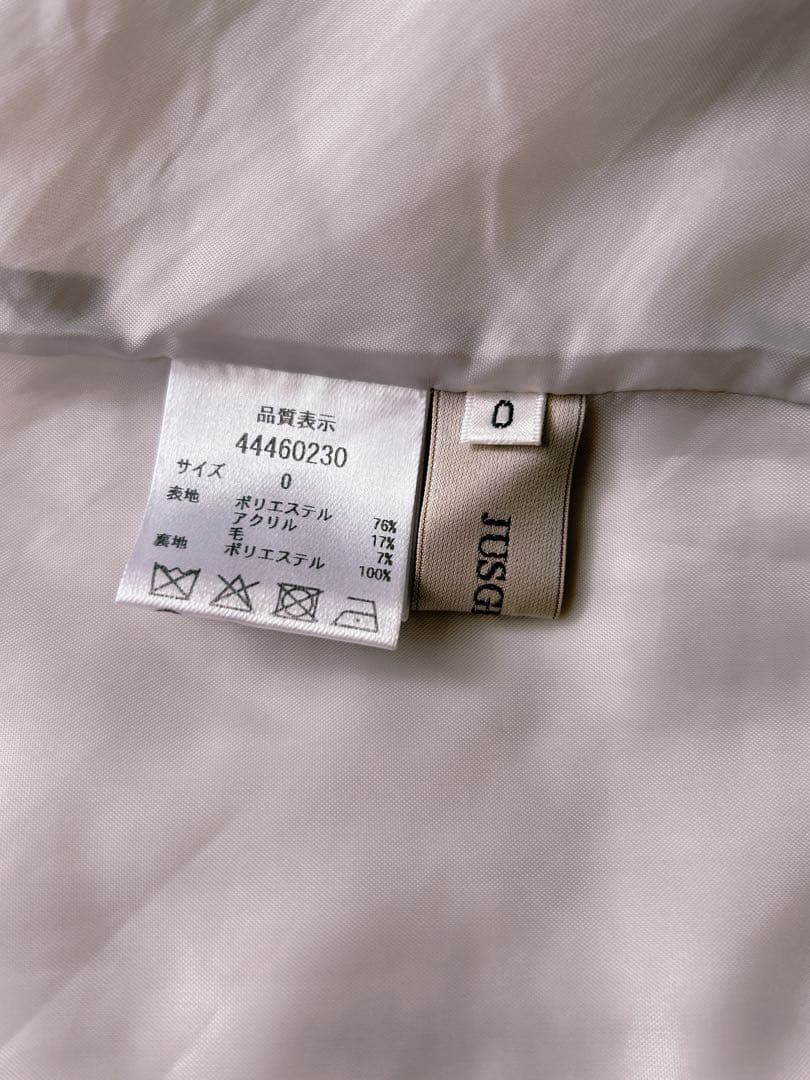 品質表示
44460230
サイズ 0
表地 ポリエステル 76%
アクリル 17%
毛 7%
裏地 ポリエステル 100%
0
JUSGL